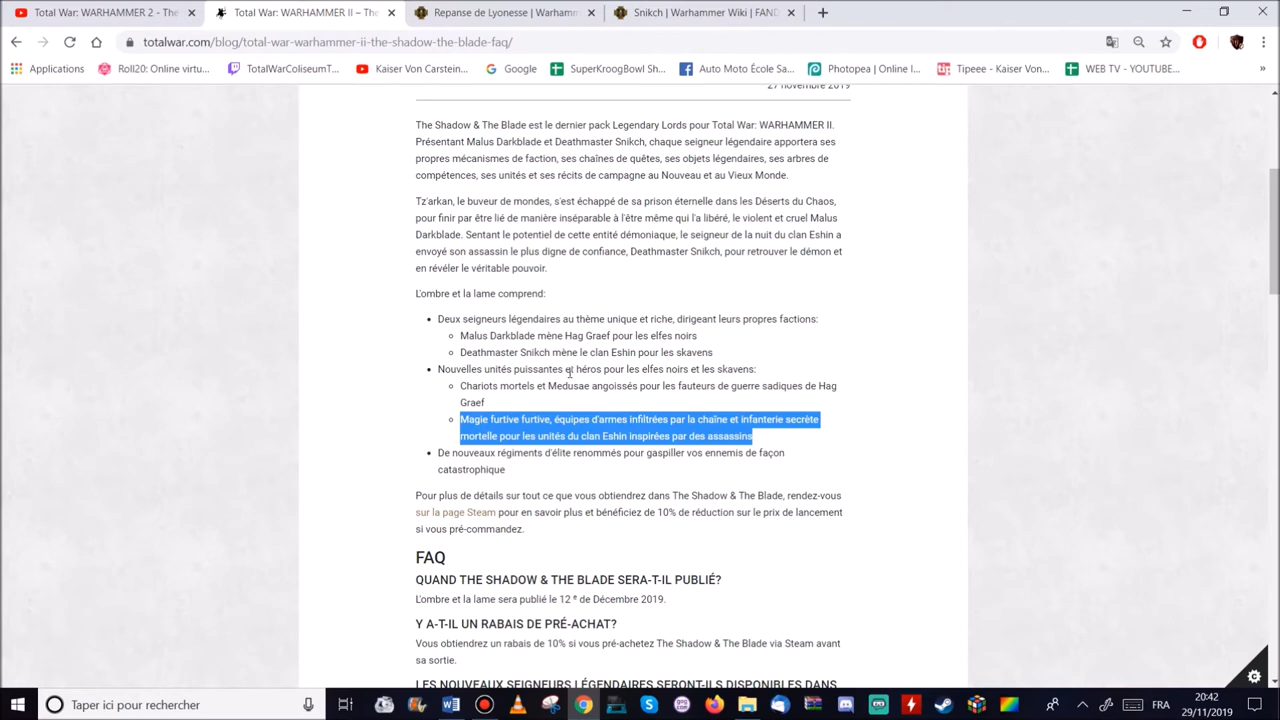 Total War: WARHAMMER 2 - The
Total War: WARHAMMER II – The
Repanse de Lyonesse | Warhamm
Snikch | Warhammer Wiki | FAND
totalwar.com/blog/total-war-warhammer-ii-the-shadow-the-blade-faq/
Applications
Roll20: Online virtu...
TotalWarColiseumT...
Kaiser Von Carstein...
Google
SuperKroogBowl Sh...
Auto Moto École Sa...
Photopea | Online I...
Tipeee - Kaiser Von...
WEB TV - YOUTUBE...
»
27 novembre 2019
The Shadow & The Blade est le dernier pack Legendary Lords pour Total War: WARHAMMER II.
Présentant Malus Darkblade et Deathmaster Snikch, chaque seigneur légendaire apportera ses
propres mécanismes de faction, ses chaînes de quêtes, ses objets légendaires, ses arbres de
compétences, ses unités et ses récits de campagne au Nouveau et au Vieux Monde.
Tz'arkan, le buveur de mondes, s'est échappé de sa prison éternelle dans les Déserts du Chaos,
pour finir par être lié de manière inséparable à l'être même qui l'a libéré, le violent et cruel Malus
Darkblade. Sentant le potentiel de cette entité démoniaque, le seigneur de la nuit du clan Eshin a
envoyé son assassin le plus digne de confiance, Deathmaster Snikch, pour retrouver le démon et
en révéler le véritable pouvoir.
L'ombre et la lame comprend:
Deux seigneurs légendaires au thème unique et riche, dirigeant leurs propres factions:
Malus Darkblade mène Hag Graef pour les elfes noirs
Deathmaster Snikch mène le clan Eshin pour les skavens
Nouvelles unités puissantes et héros pour les elfes noirs et les skavens:
Chariots mortels et Medusae angoissés pour les fauteurs de guerre sadiques de Hag
Graef
Magie furtive furtive, équipes d'armes infiltrées par la chaîne et infanterie secrète
mortelle pour les unités du clan Eshin inspirées par des assassins
De nouveaux régiments d'élite renommés pour gaspiller vos ennemis de façon
catastrophique
Pour plus de détails sur tout ce que vous obtiendrez dans The Shadow & The Blade, rendez-vous
sur la page Steam pour en savoir plus et bénéficiez de 10% de réduction sur le prix de lancement
si vous pré-commandez.
FAQ
QUAND THE SHADOW & THE BLADE SERA-T-IL PUBLIÉ?
L'ombre et la lame sera publié le 12 e de Décembre 2019.
Y A-T-IL UN RABAIS DE PRÉ-ACHAT?
Vous obtiendrez un rabais de 10% si vous pré-achetez The Shadow & The Blade via Steam avant
sa sortie.
LES NOUVEAUX SEIGNEURS LÉGENDAIRES SERONT-ILS DISPONIBLES DANS
Taper ici pour rechercher
FRA
20:42
29/11/2019